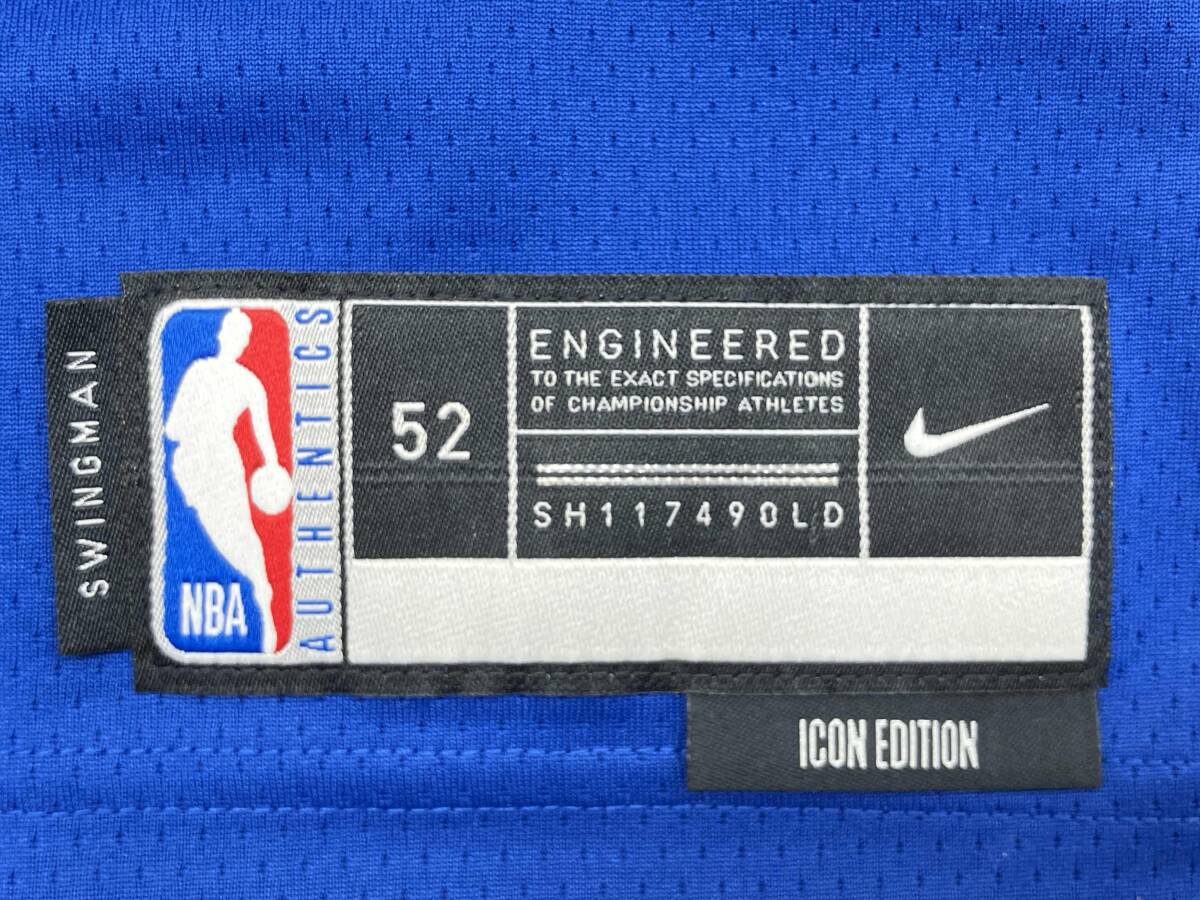 SWINGMAN
NBA
AUTHENTICS
52
ENGINEERED
TO THE EXACT SPECIFICATIONS
OF CHAMPIONSHIP ATHLETES
SH117490LD
ICON EDITION